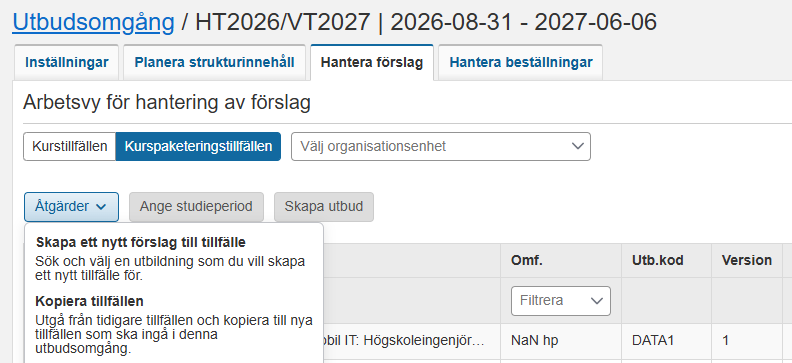 Utbudsomgång / HT2026/VT2027 | 2026-08-31 - 2027-06-06
Inställningar Planera strukturinnehåll Hantera förslag Hantera beställningar
Arbetsvy för hantering av förslag
Kurstillfällen Kurspaketeringstillfällen Välj organisationsenhet
Åtgärder Ange studieperiod Skapa utbud
Skapa ett nytt förslag till tillfälle
Sök och välj en utbildning som du vill skapa
ett nytt tillfälle för.
Omf. Utb.kod Version
Kopiera tillfällen
Filtrera
Utgå från tidigare tillfällen och kopiera till nya
tillfällen som ska ingå i denna
utbudsomgång.
obil IT: Högskoleingenjör… NaN hp DATA1 1